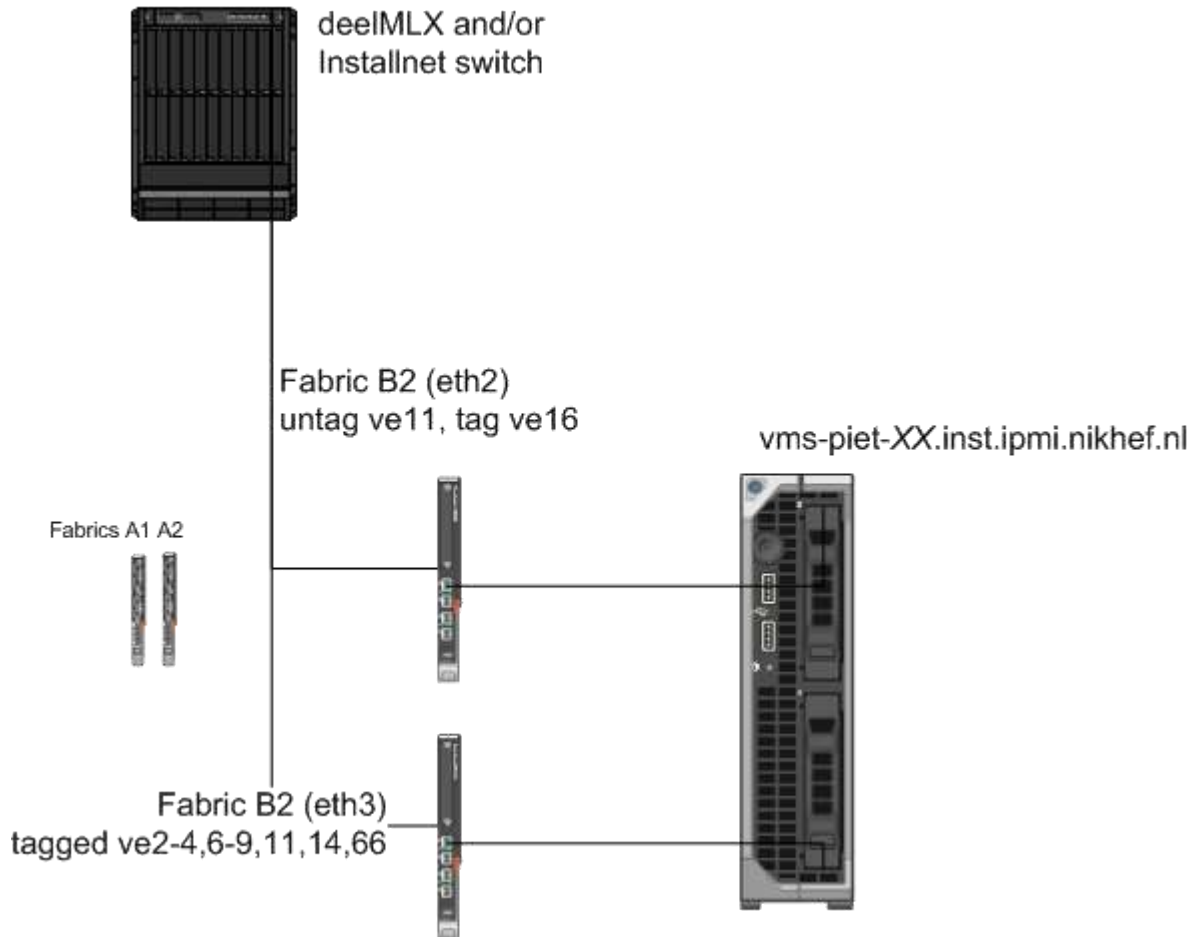 deelMLX and/or
Installnet switch
Fabric B2 (eth2)
untag ve11, tag ve16
vms-piet-XX.inst.ipmi.nikhef.nl
Fabrics A1 A2
Fabric B2 (eth3)
tagged ve2-4,6-9,11,14,66